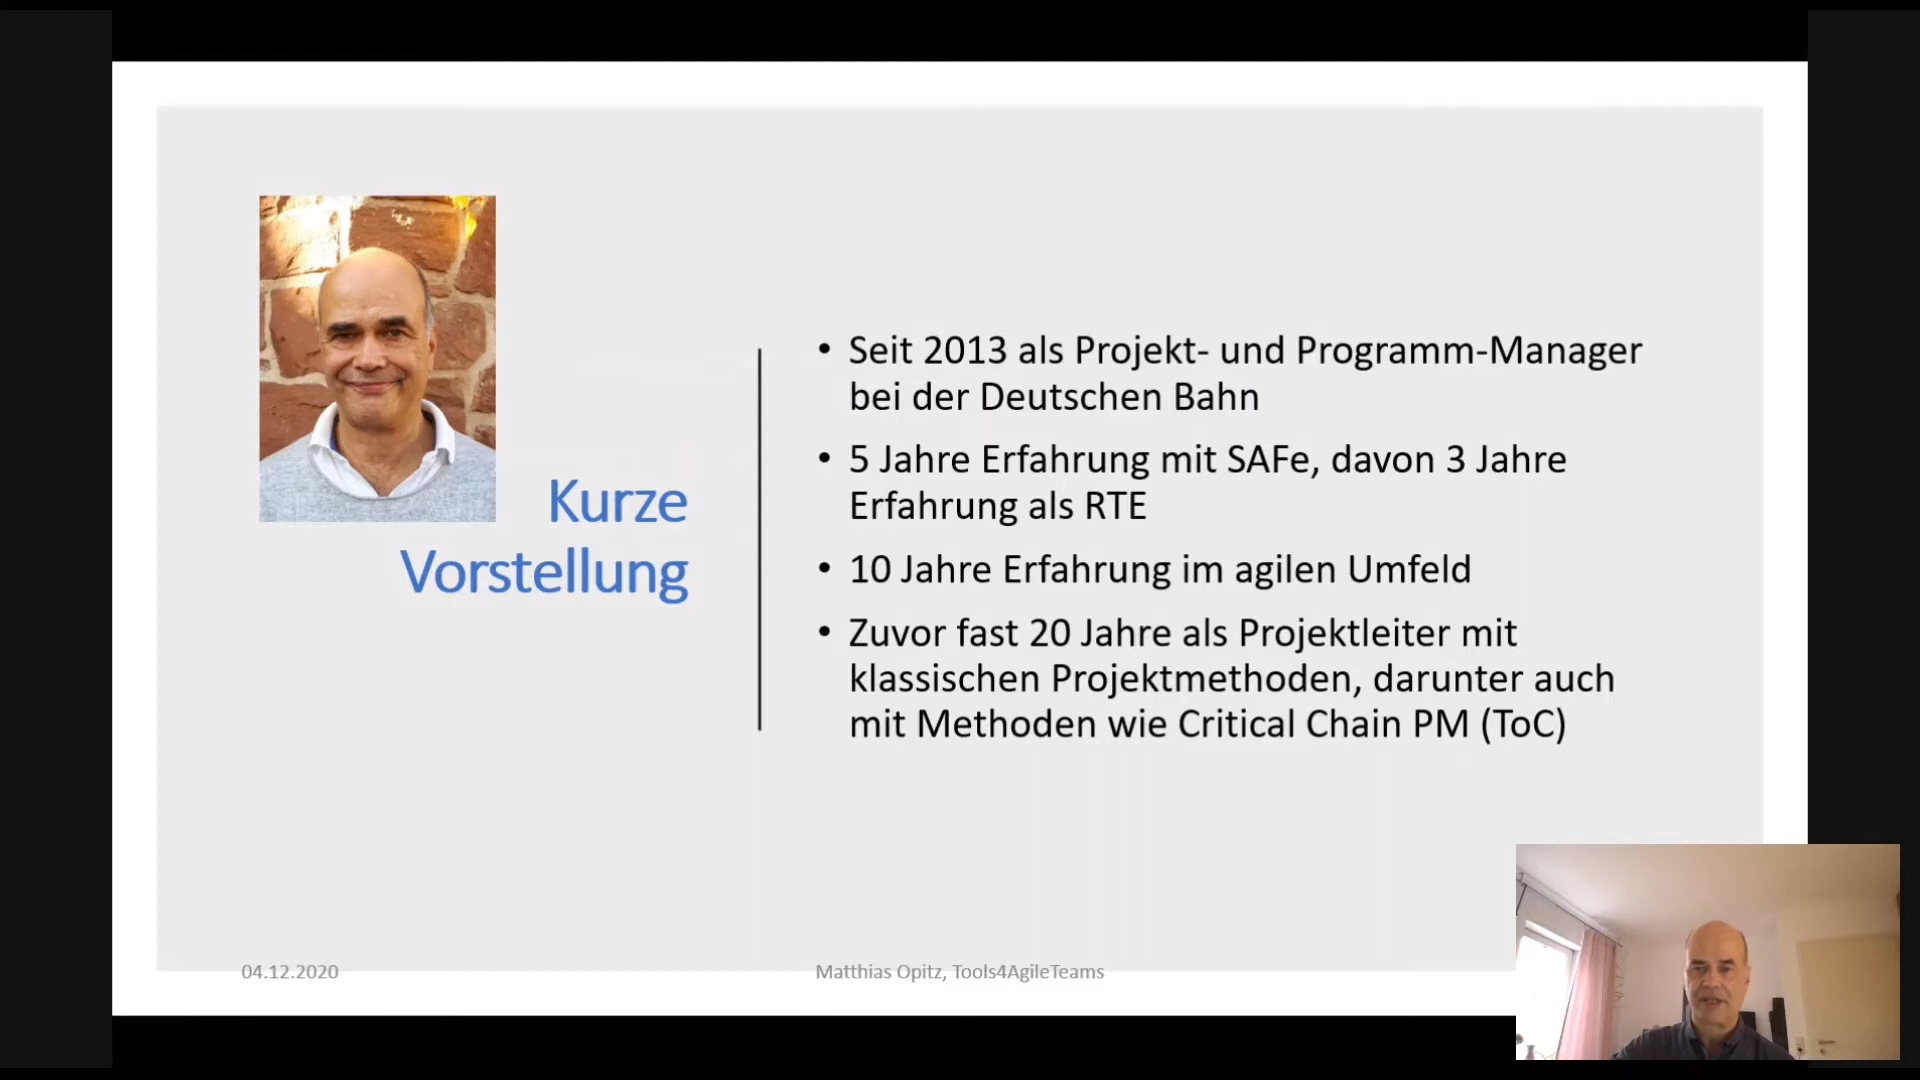 Kurze
Vorstellung
• Seit 2013 als Projekt- und Programm-Manager
bei der Deutschen Bahn
• 5 Jahre Erfahrung mit SAFe, davon 3 Jahre
Erfahrung als RTE
• 10 Jahre Erfahrung im agilen Umfeld
• Zuvor fast 20 Jahre als Projektleiter mit
klassischen Projektmethoden, darunter auch
mit Methoden wie Critical Chain PM (ToC)
04.12.2020
Matthias Opitz, Tools4AgileTeams